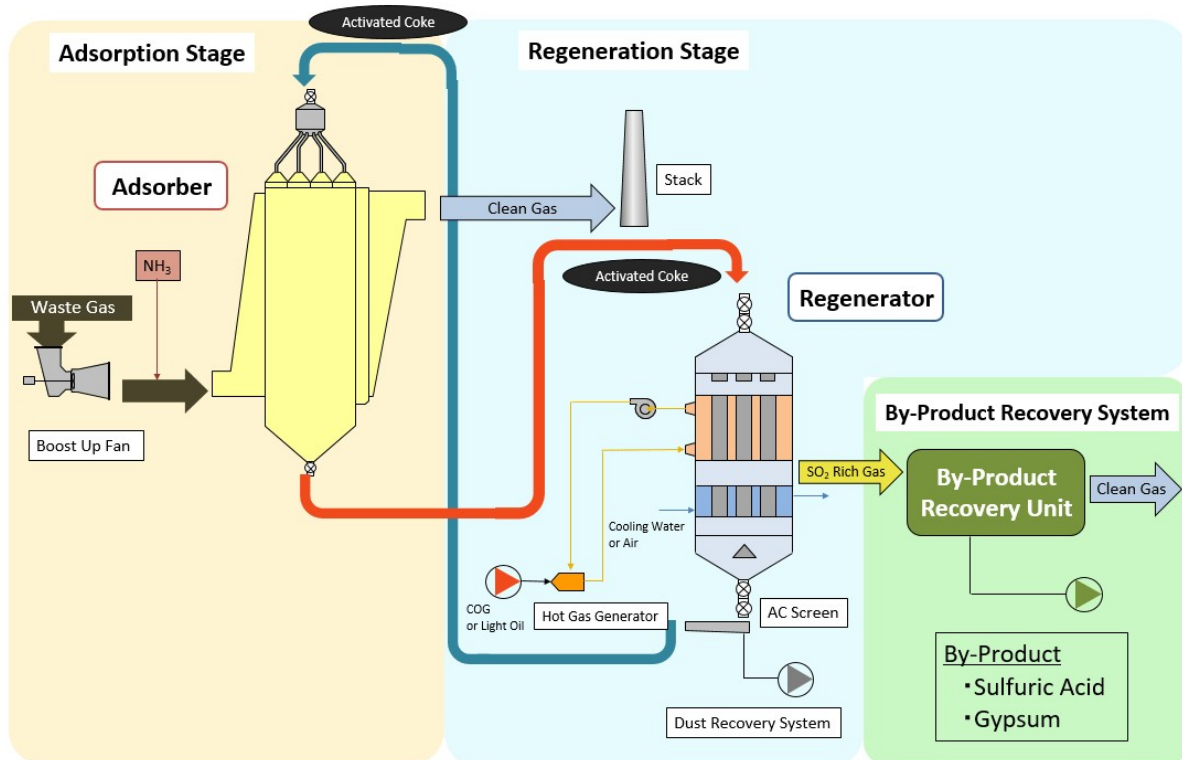 Activated Coke
Adsorption Stage
Regeneration Stage
Adsorber
Stack
Clean Gas
NH₃
Activated Coke
Waste Gas
Regenerator
Boost Up Fan
By-Product Recovery System
SO₂ Rich Gas
By-Product
Recovery Unit
Clean Gas
Cooling Water
or Air
COG
or Light Oil
Hot Gas Generator
AC Screen
Dust Recovery System
By-Product
・Sulfuric Acid
・Gypsum